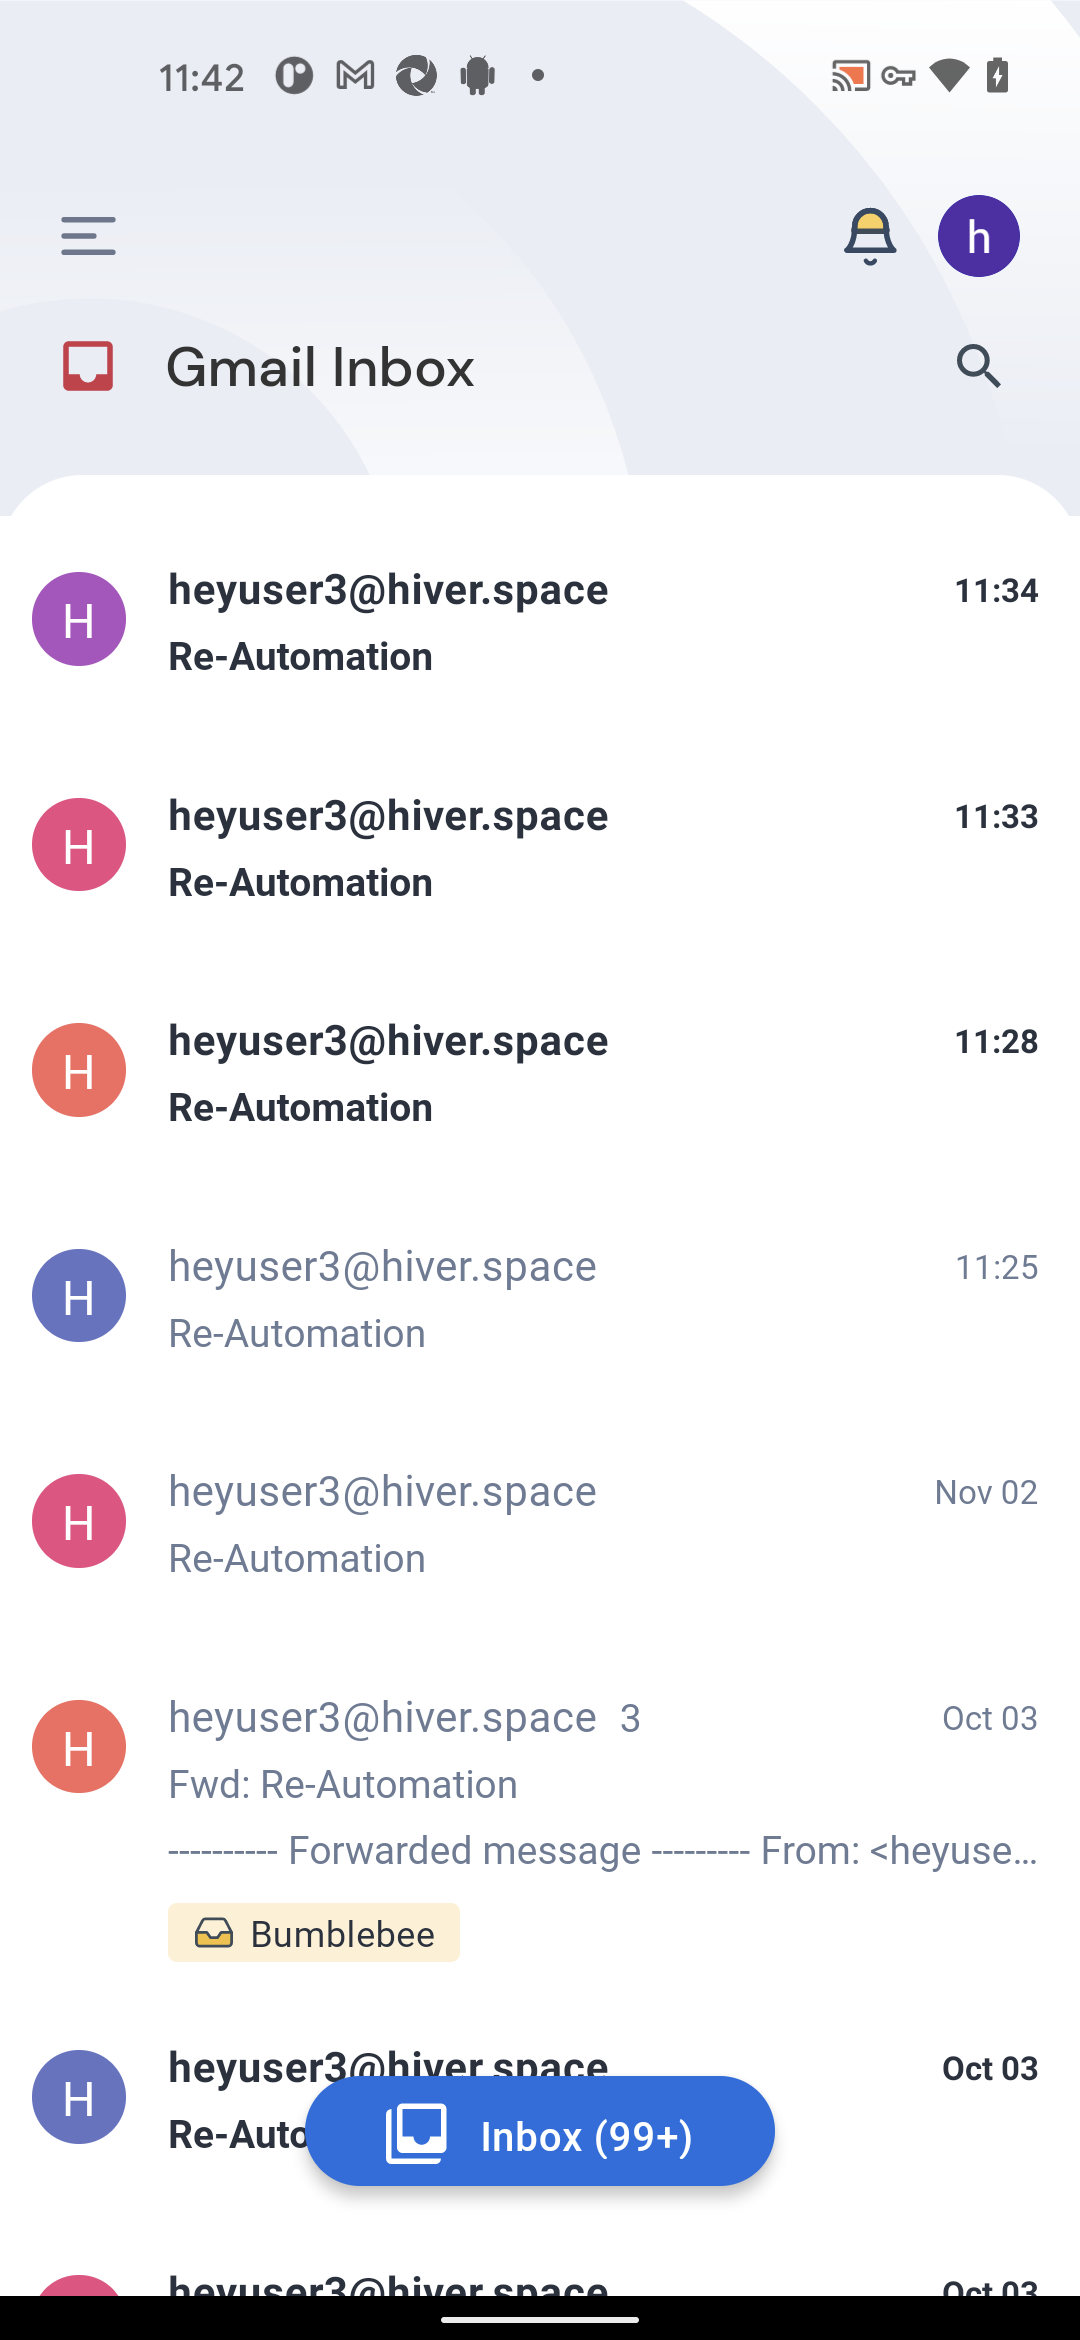 11:42
h
Gmail Inbox
H
heyuser3@hiver.space
11:34
Re-Automation
H
heyuser3@hiver.space
11:33
Re-Automation
H
heyuser3@hiver.space
11:28
Re-Automation
H
heyuser3@hiver.space
11:25
Re-Automation
H
heyuser3@hiver.space
Nov 02
Re-Automation
H
heyuser3@hiver.space 3
Oct 03
Fwd: Re-Automation
---------- Forwarded message --------- From: <heyuse...
Bumblebee
H
heyuser3@hiver.space
Oct 03
Re-Auto
Inbox (99+)
heyuser3@hiver.space
Oct 03